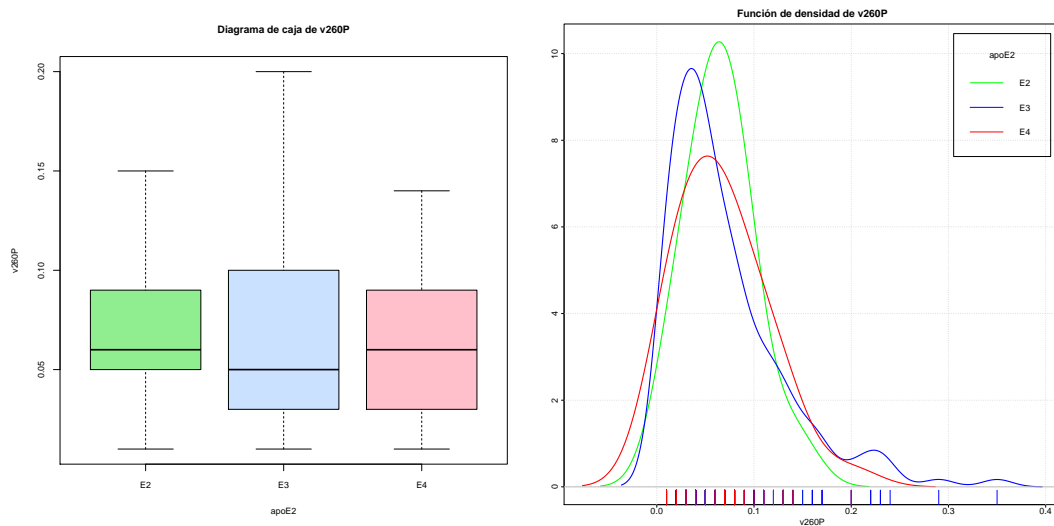 Diagrama de caja de v260P
v260P
0.20
0.15
0.10
0.05
E2 E3 E4
apoE2
Función de densidad de v260P
apoE2
E2
E3
E4
10
8
6
4
2
0
0.0 0.1 0.2 0.3 0.4
v260P